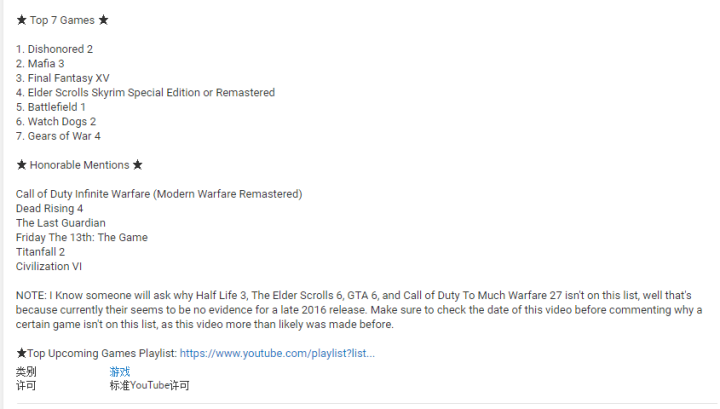 ★ Top 7 Games ★
1. Dishonored 2
2. Mafia 3
3. Final Fantasy XV
4. Elder Scrolls Skyrim Special Edition or Remastered
5. Battlefield 1
6. Watch Dogs 2
7. Gears of War 4
★ Honorable Mentions ★
Call of Duty Infinite Warfare (Modern Warfare Remastered)
Dead Rising 4
The Last Guardian
Friday The 13th: The Game
Titanfall 2
Civilization VI
NOTE: I Know someone will ask why Half Life 3, The Elder Scrolls 6, GTA 6, and Call of Duty To Much Warfare 27 isn't on this list, well that's
because currently their seems to be no evidence for a late 2016 release. Make sure to check the date of this video before commenting why a
certain game isn't on this list, as this video more than likely was made before.
★Top Upcoming Games Playlist: https://www.youtube.com/playlist?list...
类别 游戏
许可 标准YouTube许可